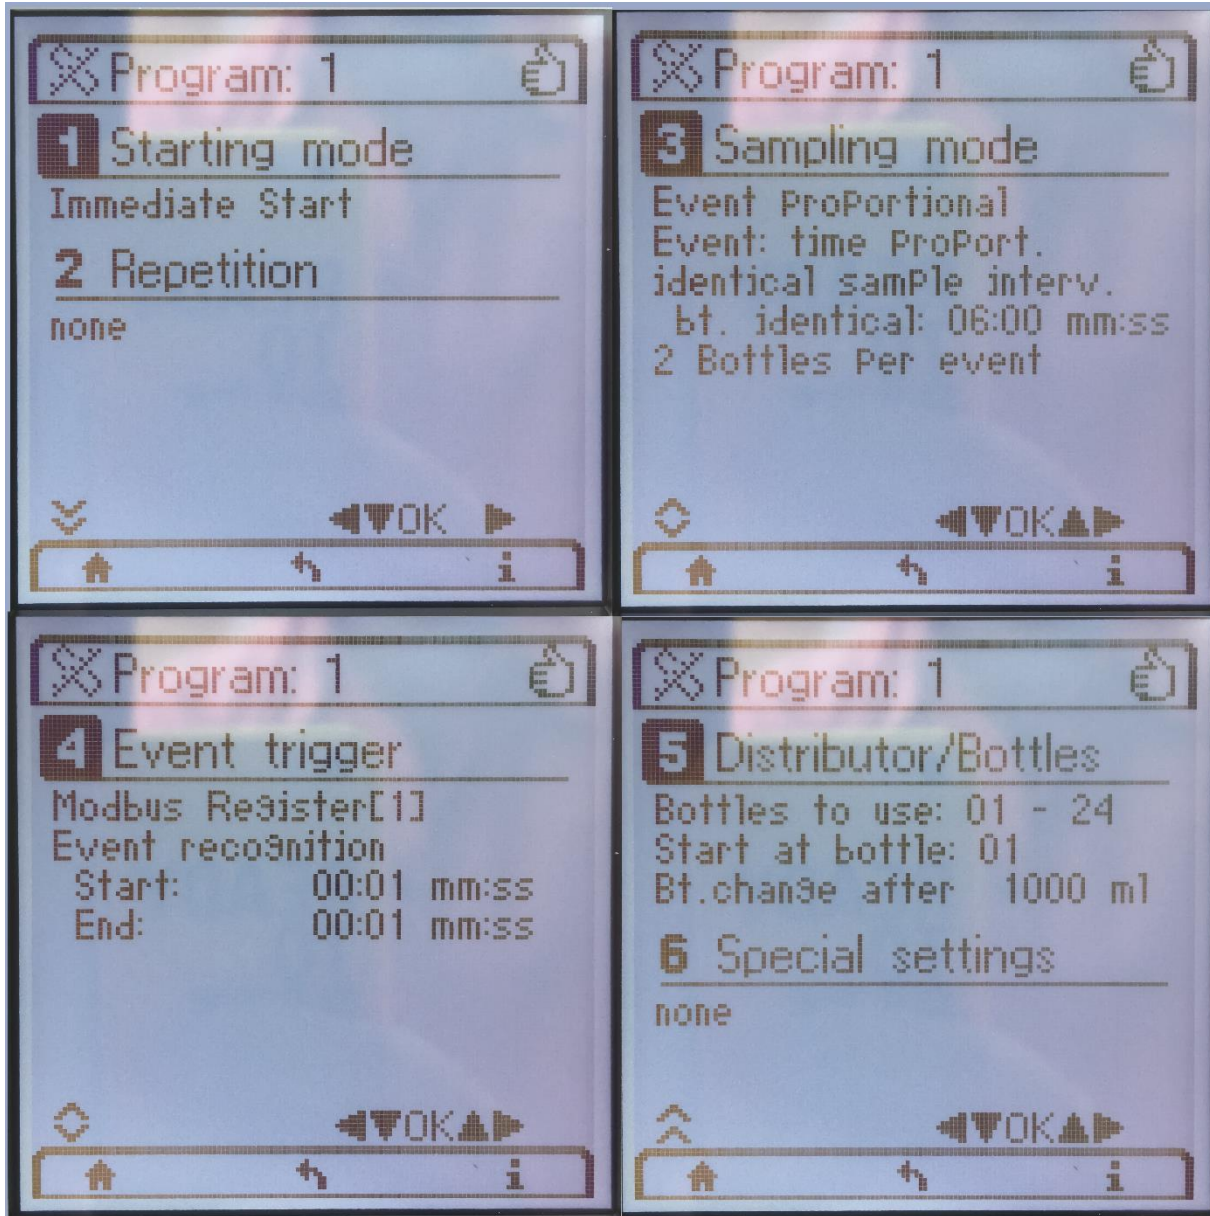 Program: 1
1 Starting mode
Immediate Start
2 Repetition
none
OK
i
Program: 1
3 Sampling mode
Event Proportional
Event: time Proport.
identical sample interv.
bt. identical: 06:00 mm:ss
2 Bottles Per event
OK
i
Program: 1
4 Event trigger
Modbus Register[1]
Event recognition
Start: 00:01 mm:ss
End: 00:01 mm:ss
OK
i
Program: 1
5 Distributor/Bottles
Bottles to use: 01 - 24
Start at bottle: 01
Bt.change after 1000 ml
6 Special settings
none
OK
i